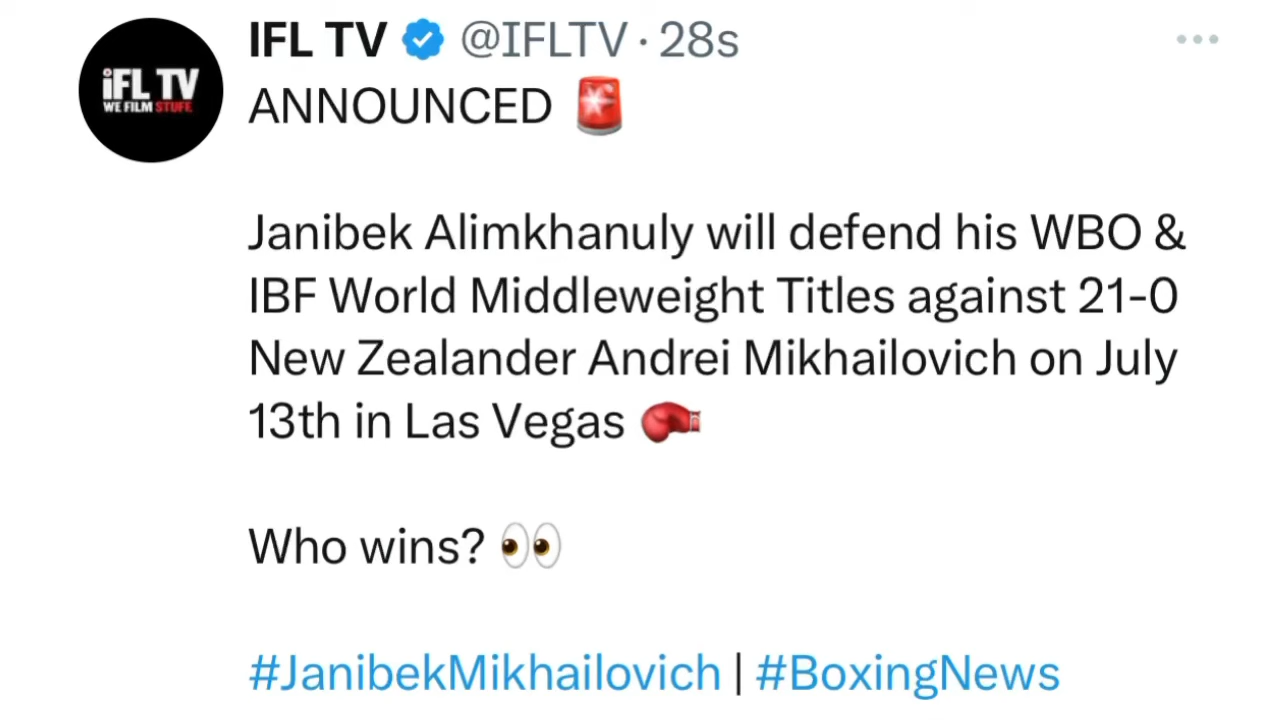 IFL TV @IFLTV · 28s
iFL TV
WE FILM STUFF
ANNOUNCED 🚨
Janibek Alimkhanuly will defend his WBO &
IBF World Middleweight Titles against 21-0
New Zealander Andrei Mikhailovich on July
13th in Las Vegas 🥊
Who wins? 👀
#JanibekMikhailovich | #BoxingNews